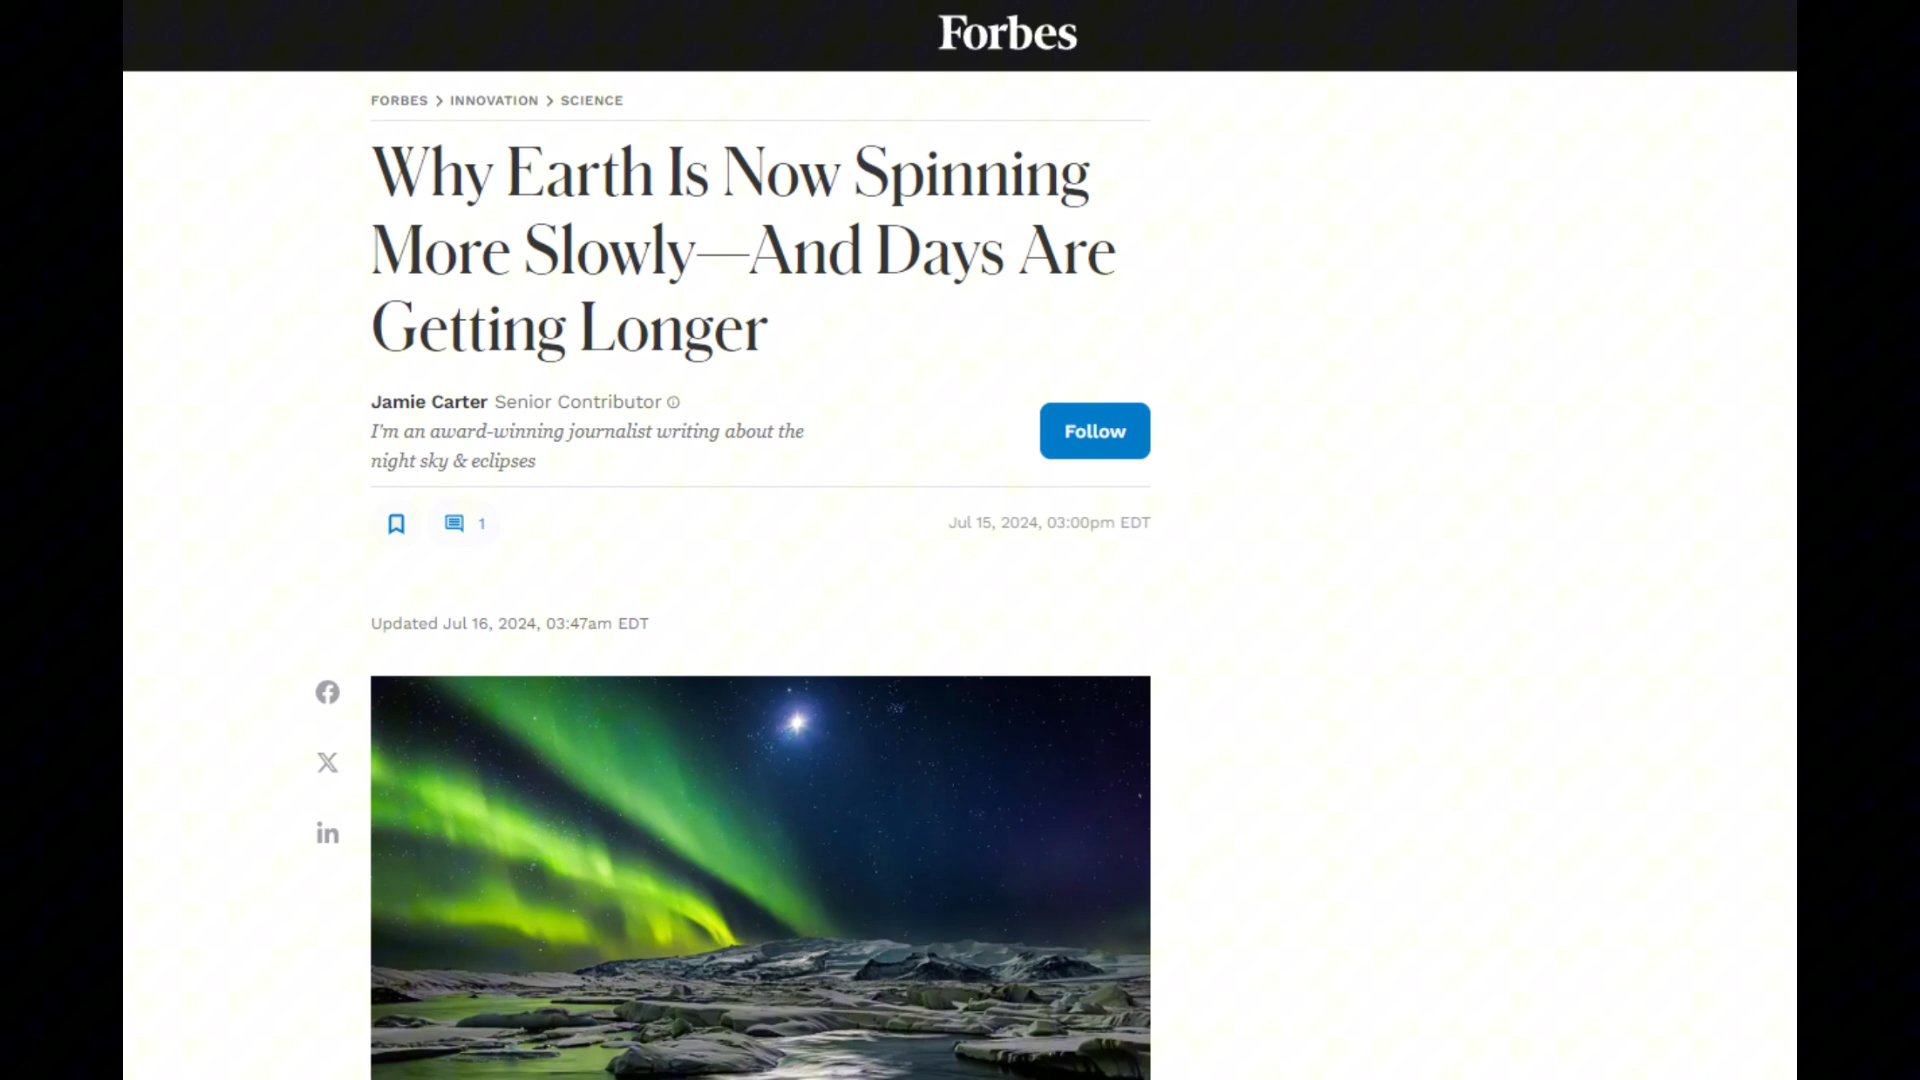 Forbes
FORBES > INNOVATION > SCIENCE
Why Earth Is Now Spinning
More Slowly—And Days Are
Getting Longer
Jamie Carter Senior Contributor
I'm an award-winning journalist writing about the
night sky & eclipses
Follow
1
Jul 15, 2024, 03:00pm EDT
Updated Jul 16, 2024, 03:47am EDT